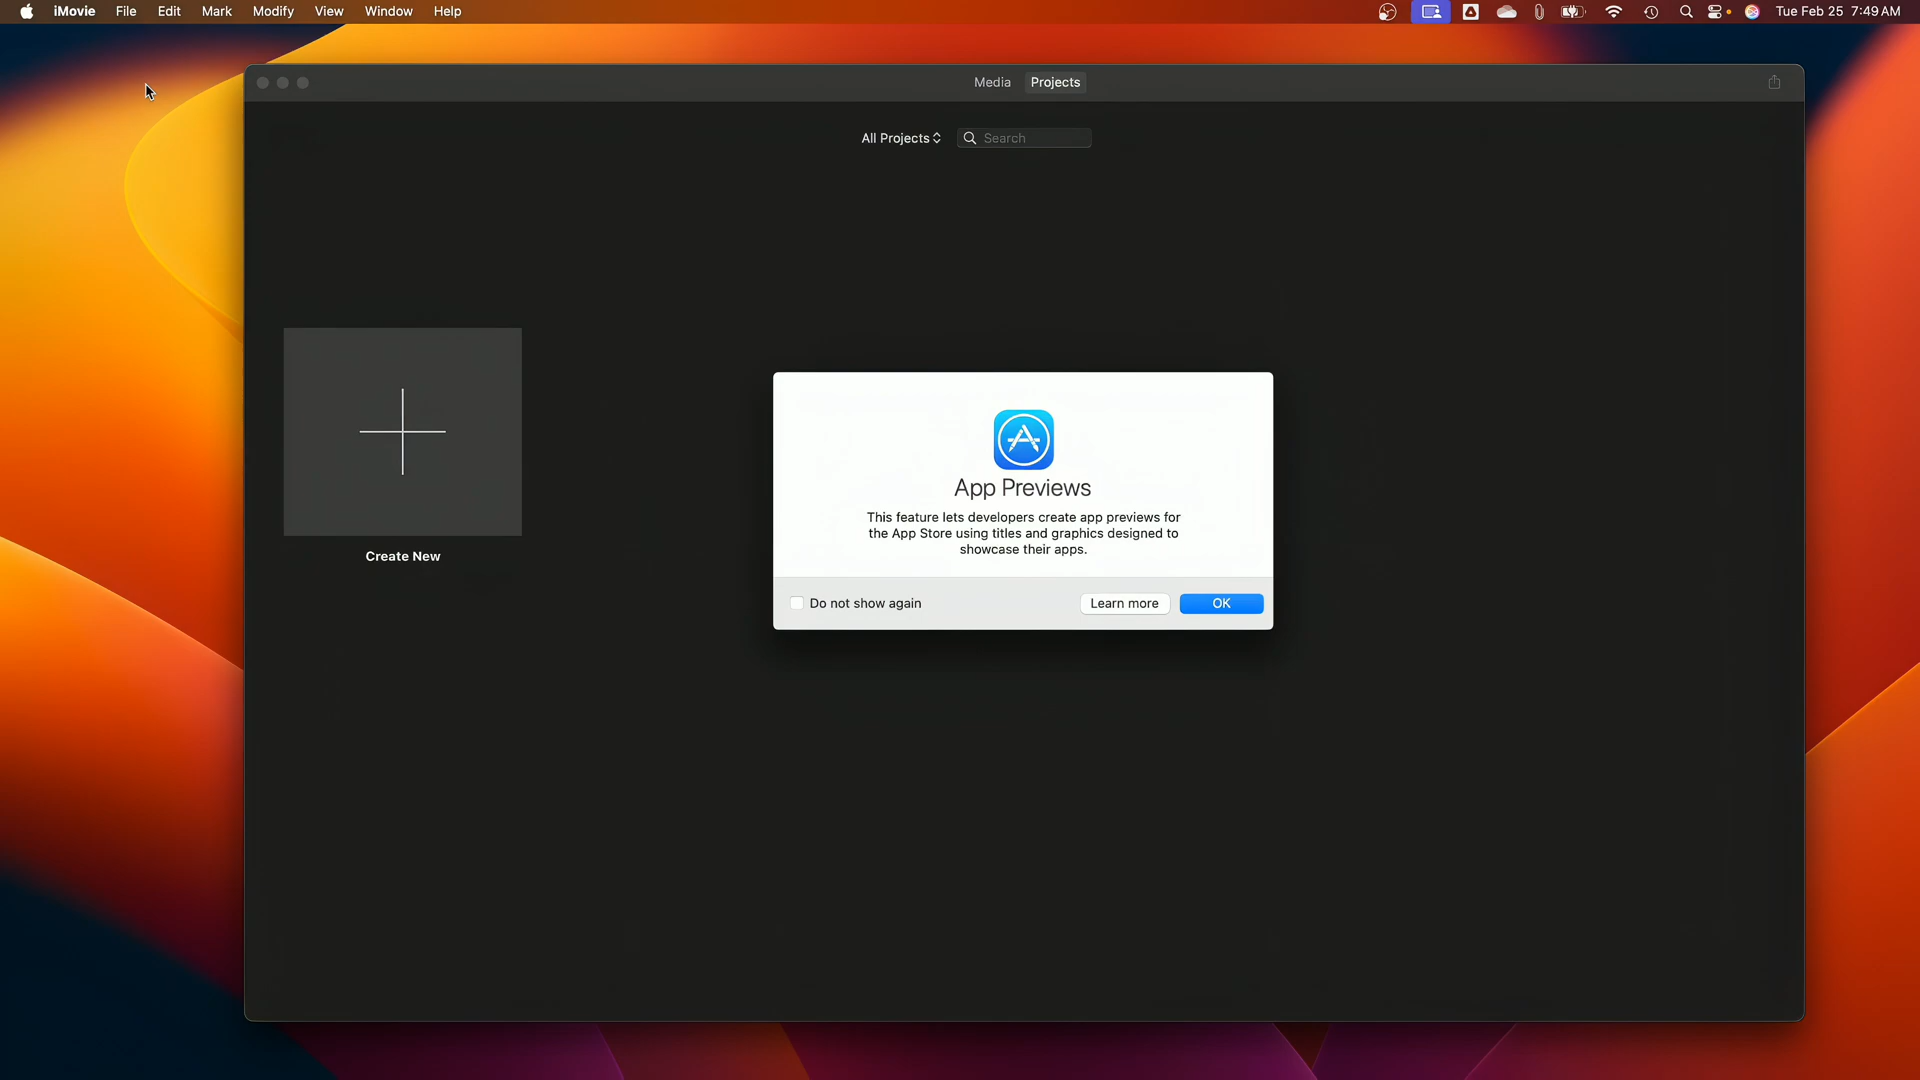 iMovie File Edit Mark Modify View Window Help Tue Feb 25 7:49 AM
Media Projects
All Projects Search
App Previews
This feature lets developers create app previews for
the App Store using titles and graphics designed to
showcase their apps.
Create New
Do not show again Learn more OK